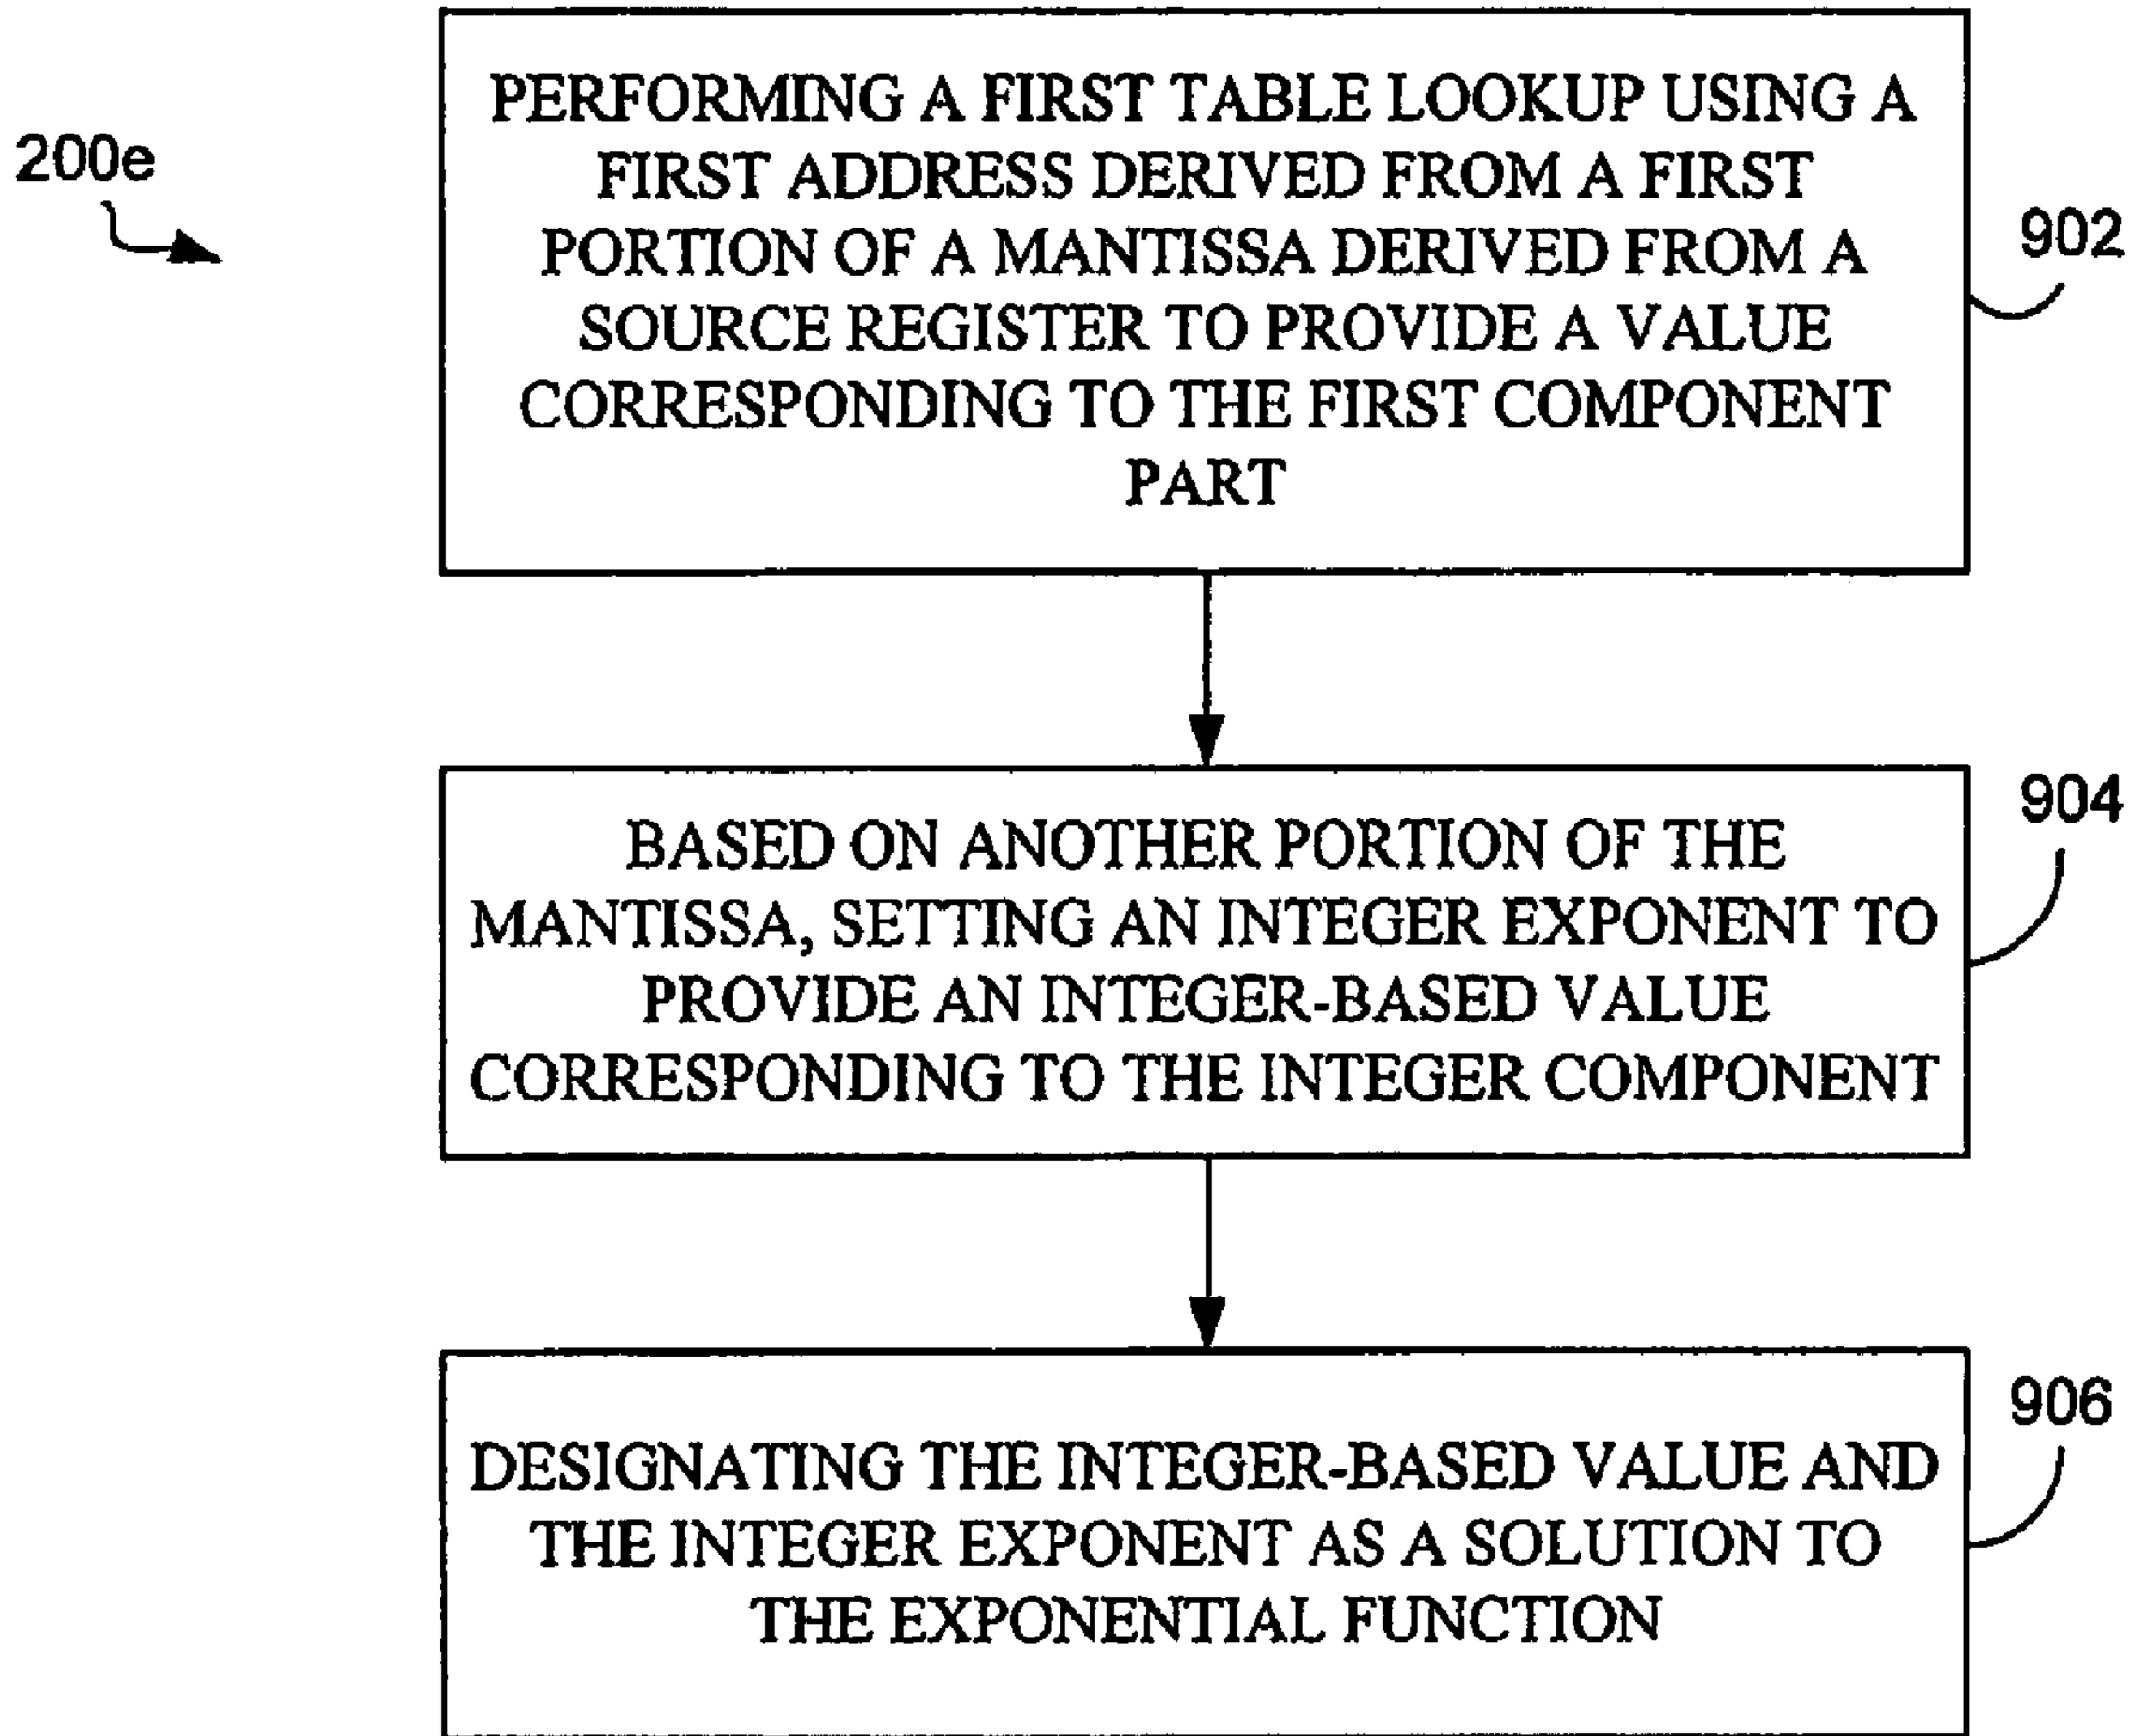 200e
PERFORMING A FIRST TABLE LOOKUP USING A
FIRST ADDRESS DERIVED FROM A FIRST
PORTION OF A MANTISSA DERIVED FROM A
SOURCE REGISTER TO PROVIDE A VALUE
CORRESPONDING TO THE FIRST COMPONENT
PART
902
BASED ON ANOTHER PORTION OF THE
MANTISSA, SETTING AN INTEGER EXPONENT TO
PROVIDE AN INTEGER-BASED VALUE
CORRESPONDING TO THE INTEGER COMPONENT
904
DESIGNATING THE INTEGER-BASED VALUE AND
THE INTEGER EXPONENT AS A SOLUTION TO
THE EXPONENTIAL FUNCTION
906